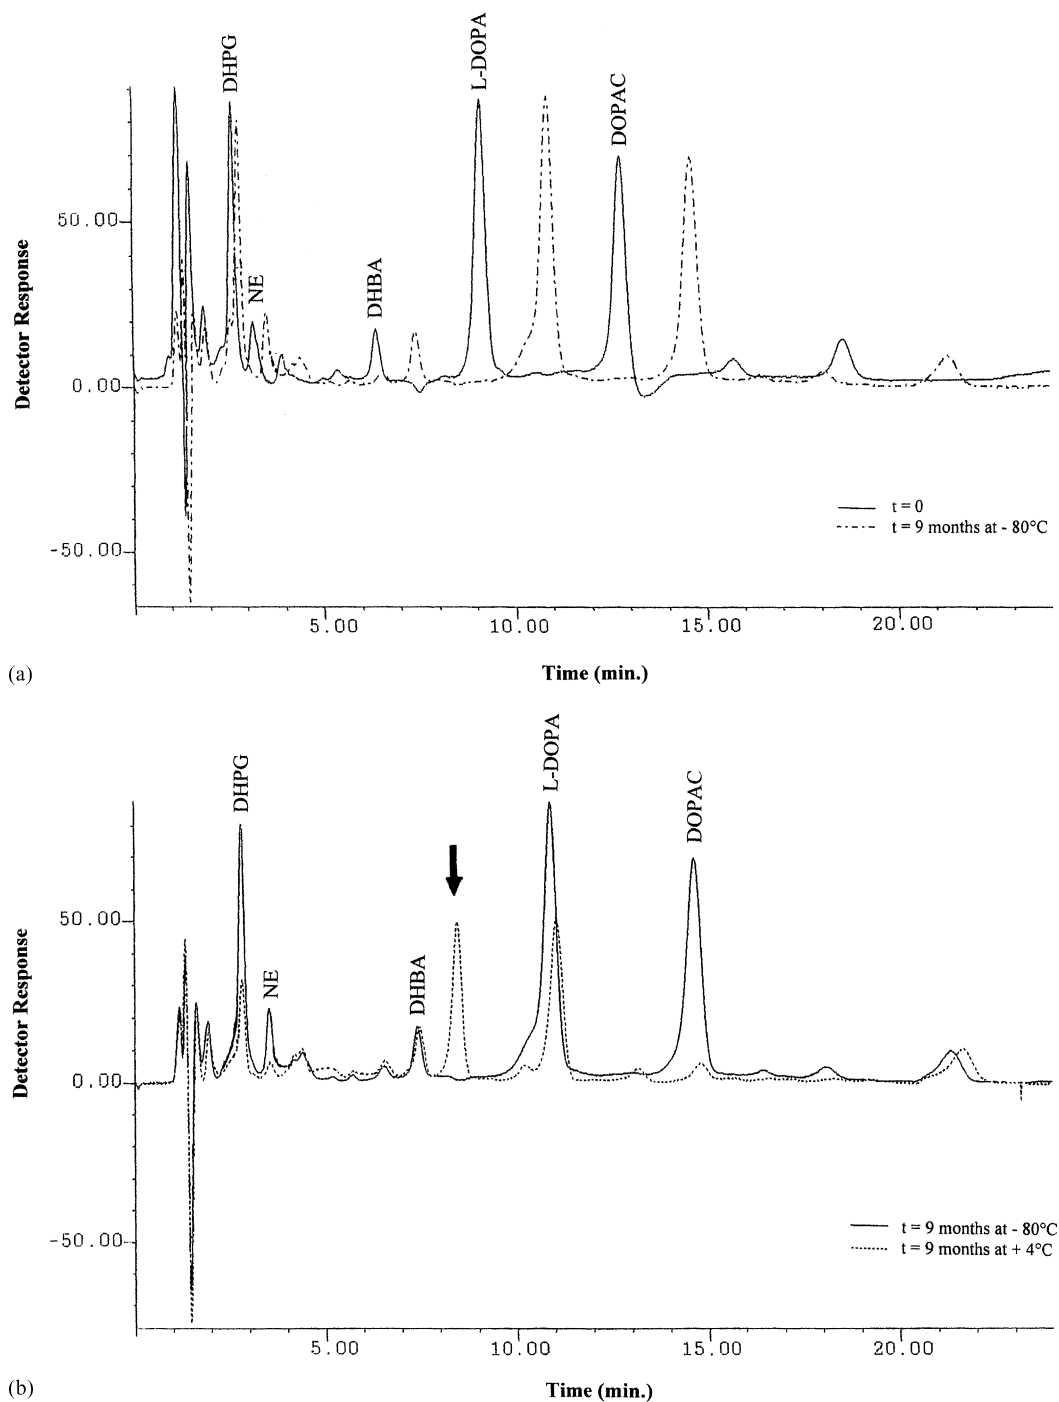 DHPG
NE
DHBA
L-DOPA
DOPAC
50.00
0.00
-50.00
Detector Response
t = 0
t = 9 months at - 80°C
5.00
10.00
15.00
20.00
(a)
Time (min.)
DHPG
NE
DHBA
L-DOPA
DOPAC
50.00
0.00
-50.00
Detector Response
t = 9 months at - 80°C
t = 9 months at + 4°C
5.00
10.00
15.00
20.00
(b)
Time (min.)